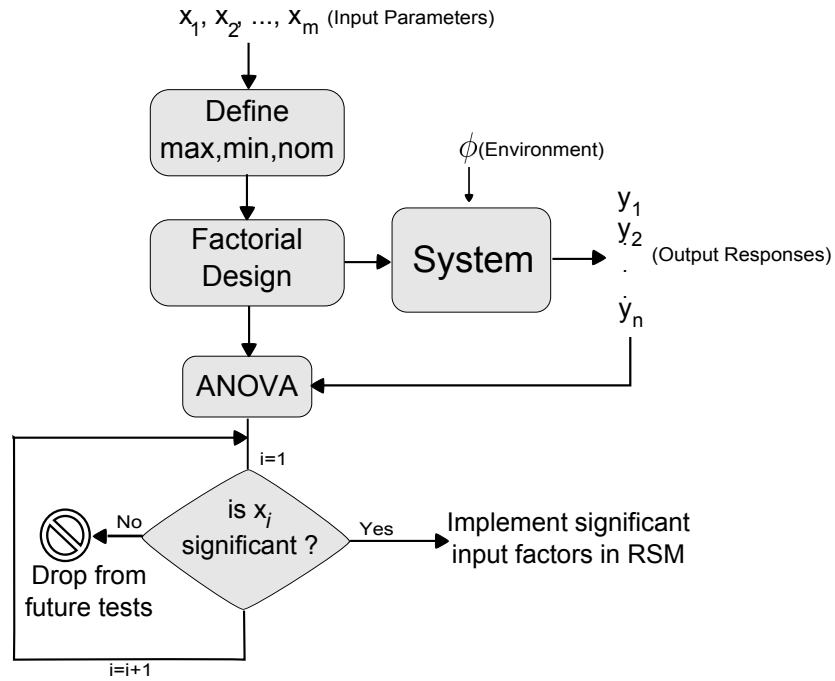 x1, x2, ..., xm (Input Parameters)
Define
max,min,nom
ϕ(Environment)
Factorial
Design
System
y1
y2
.
.
.
yn
(Output Responses)
ANOVA
i=1
is xi
significant ?
No
Yes
Drop from
future tests
Implement significant
input factors in RSM
i=i+1